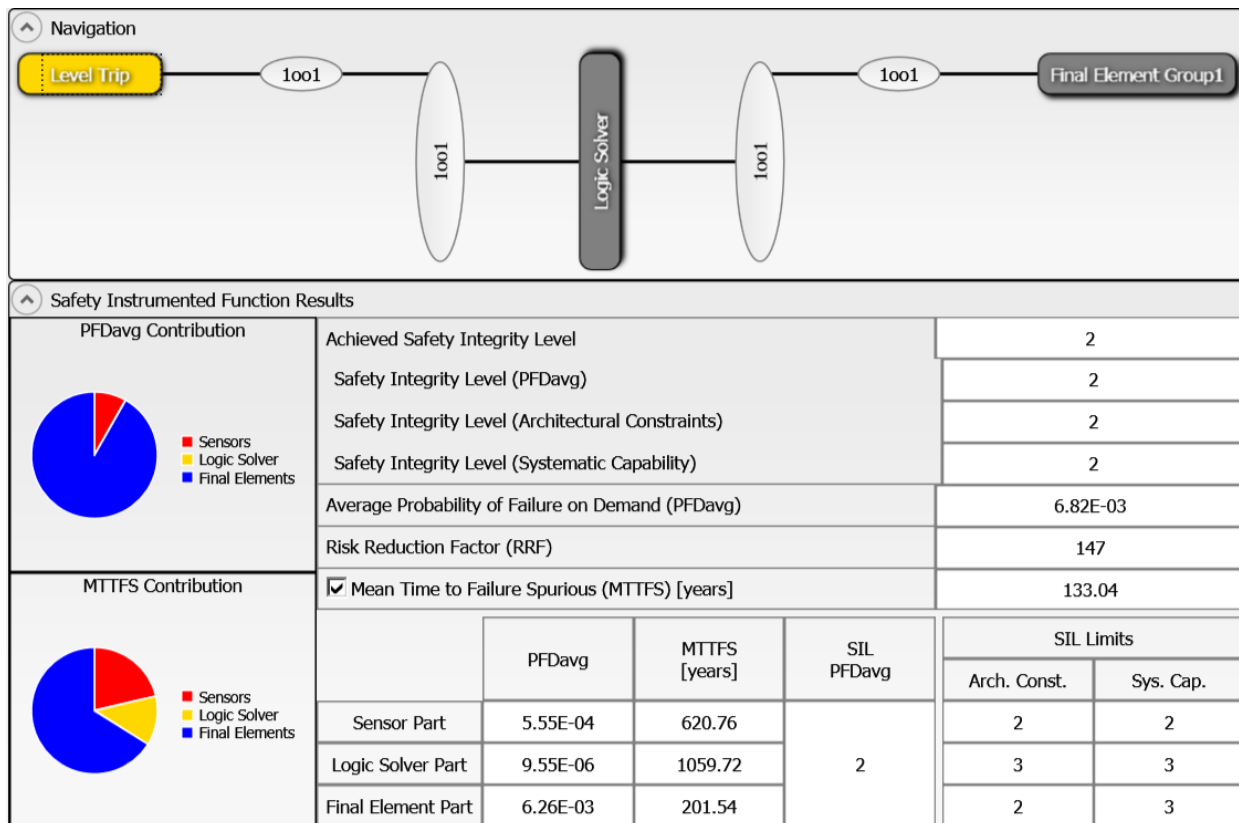 Navigation
Level Trip
1oo1
1oo1
Logic Solver
1oo1
1oo1
Final Element Group1
Safety Instrumented Function Results
PFDavg Contribution
Sensors
Logic Solver
Final Elements
MTTFS Contribution
Sensors
Logic Solver
Final Elements
Achieved Safety Integrity Level 2
Safety Integrity Level (PFDavg) 2
Safety Integrity Level (Architectural Constraints) 2
Safety Integrity Level (Systematic Capability) 2
Average Probability of Failure on Demand (PFDavg) 6.82E-03
Risk Reduction Factor (RRF) 147
Mean Time to Failure Spurious (MTTFS) [years] 133.04
PFDavg MTTFS [years] SIL PFDavg SIL Limits
Arch. Const. Sys. Cap.
Sensor Part 5.55E-04 620.76 2 2
Logic Solver Part 9.55E-06 1059.72 2 3 3
Final Element Part 6.26E-03 201.54 2 3